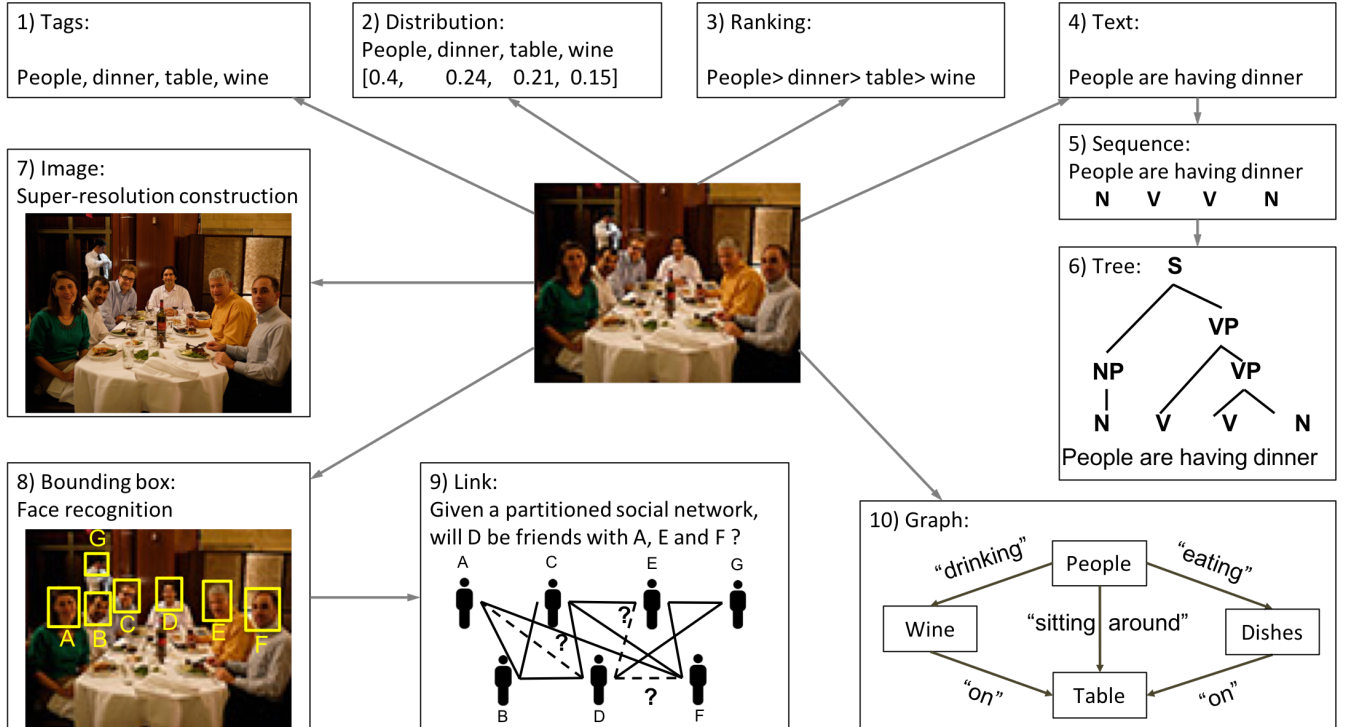 1) Tags:
People, dinner, table, wine
2) Distribution:
People, dinner, table, wine
[0.4, 0.24, 0.21, 0.15]
3) Ranking:
People> dinner> table> wine
4) Text:
People are having dinner
5) Sequence:
People are having dinner
N V V N
6) Tree:
S
VP
NP VP
N V V N
People are having dinner
7) Image:
Super-resolution construction
8) Bounding box:
Face recognition
G
A B C D E F
9) Link:
Given a partitioned social network,
will D be friends with A, E and F ?
A C E G
?
?
?
B D F
10) Graph:
People
“drinking” “eating”
Wine “sitting around” Dishes
“on” “on”
Table